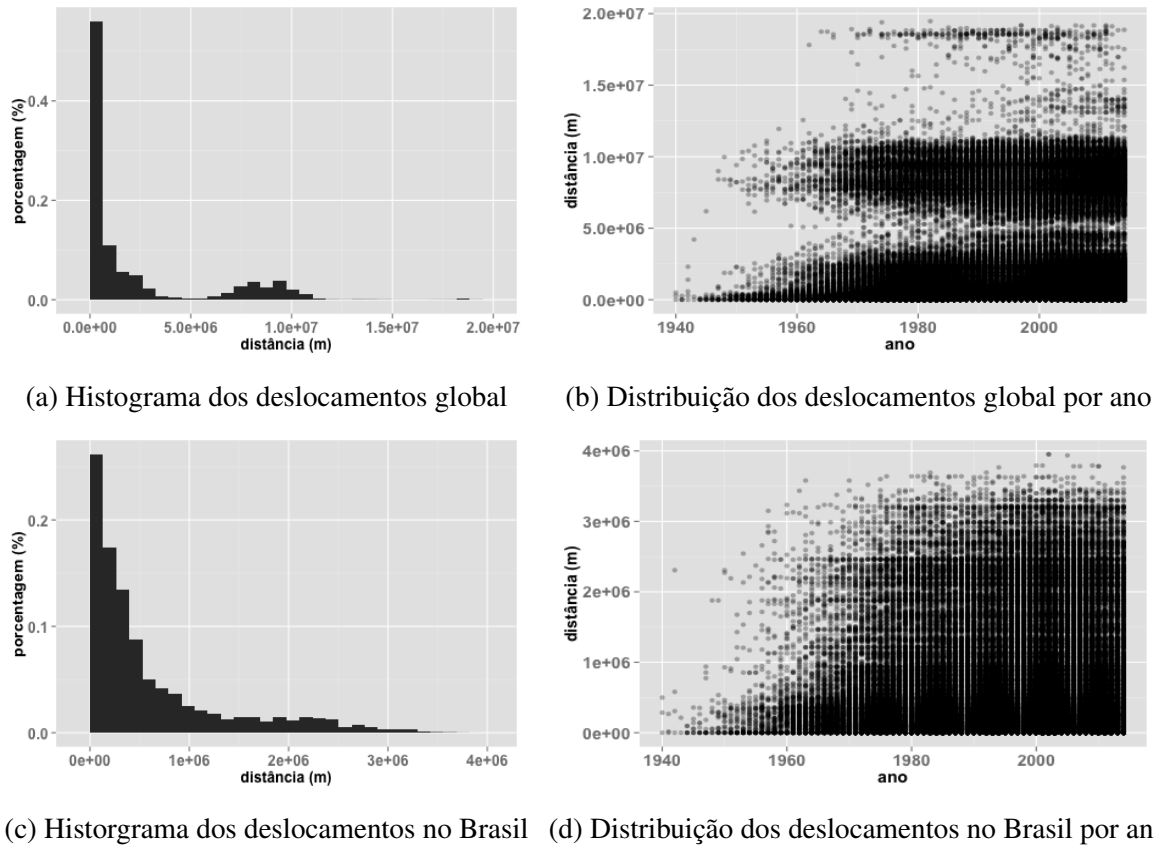 porcentagem (%)
0.4
0.2
0.0
0.0e+00 5.0e+06 1.0e+07 1.5e+07 2.0e+07
distância (m)
distância (m)
2.0e+07
1.5e+07
1.0e+07
5.0e+06
0.0e+00
1940 1960 1980 2000
ano
(a) Histograma dos deslocamentos global
(b) Distribuição dos deslocamentos global por ano
porcentagem (%)
0.2
0.1
0.0
0e+00 1e+06 2e+06 3e+06 4e+06
distância (m)
distância (m)
4e+06
3e+06
2e+06
1e+06
0e+00
1940 1960 1980 2000
ano
(c) Historgrama dos deslocamentos no Brasil
(d) Distribuição dos deslocamentos no Brasil por an